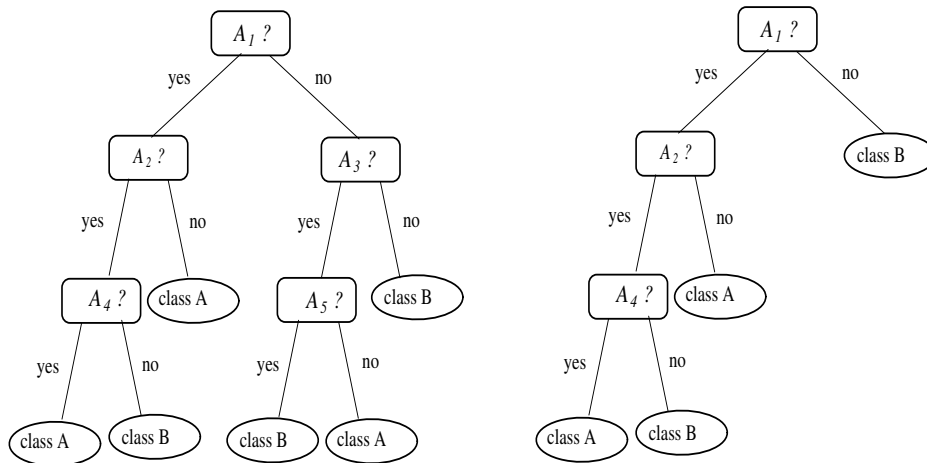 A1 ?
yes
no
A2 ?
A3 ?
yes
no
yes
no
A4 ?
class A
A5 ?
class B
yes
no
yes
no
class A
class B
class B
class A
A1 ?
yes
no
A2 ?
class B
yes
no
A4 ?
class A
yes
no
class A
class B